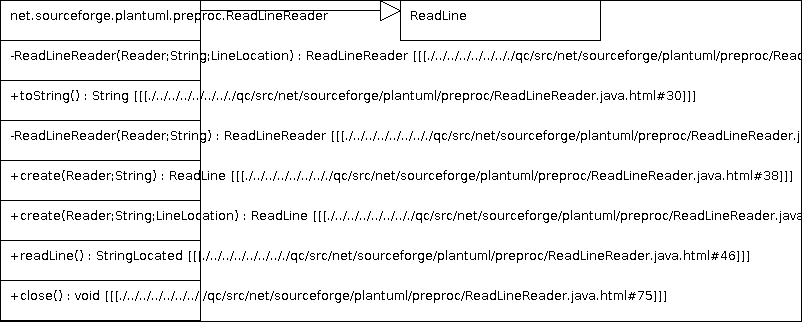 net.sourceforge.plantuml.preproc.ReadLineReader
ReadLine
-ReadLineReader(Reader;String;LineLocation) : ReadLineReader [[[./../../../../../.././qc/src/net/sourceforge/plantuml/preproc/Read
+toString() : String [[[./../../../../../.././qc/src/net/sourceforge/plantuml/preproc/ReadLineReader.java.html#30]]]
-ReadLineReader(Reader;String) : ReadLineReader [[[./../../../../../.././qc/src/net/sourceforge/plantuml/preproc/ReadLineReader.j
+create(Reader;String) : ReadLine [[[./../../../../../.././qc/src/net/sourceforge/plantuml/preproc/ReadLineReader.java.html#38]]]
+create(Reader;String;LineLocation) : ReadLine [[[./../../../../../.././qc/src/net/sourceforge/plantuml/preproc/ReadLineReader.java
+readLine() : StringLocated [[[./../../../../../.././qc/src/net/sourceforge/plantuml/preproc/ReadLineReader.java.html#46]]]
+close() : void [[[./../../../../../.././qc/src/net/sourceforge/plantuml/preproc/ReadLineReader.java.html#75]]]